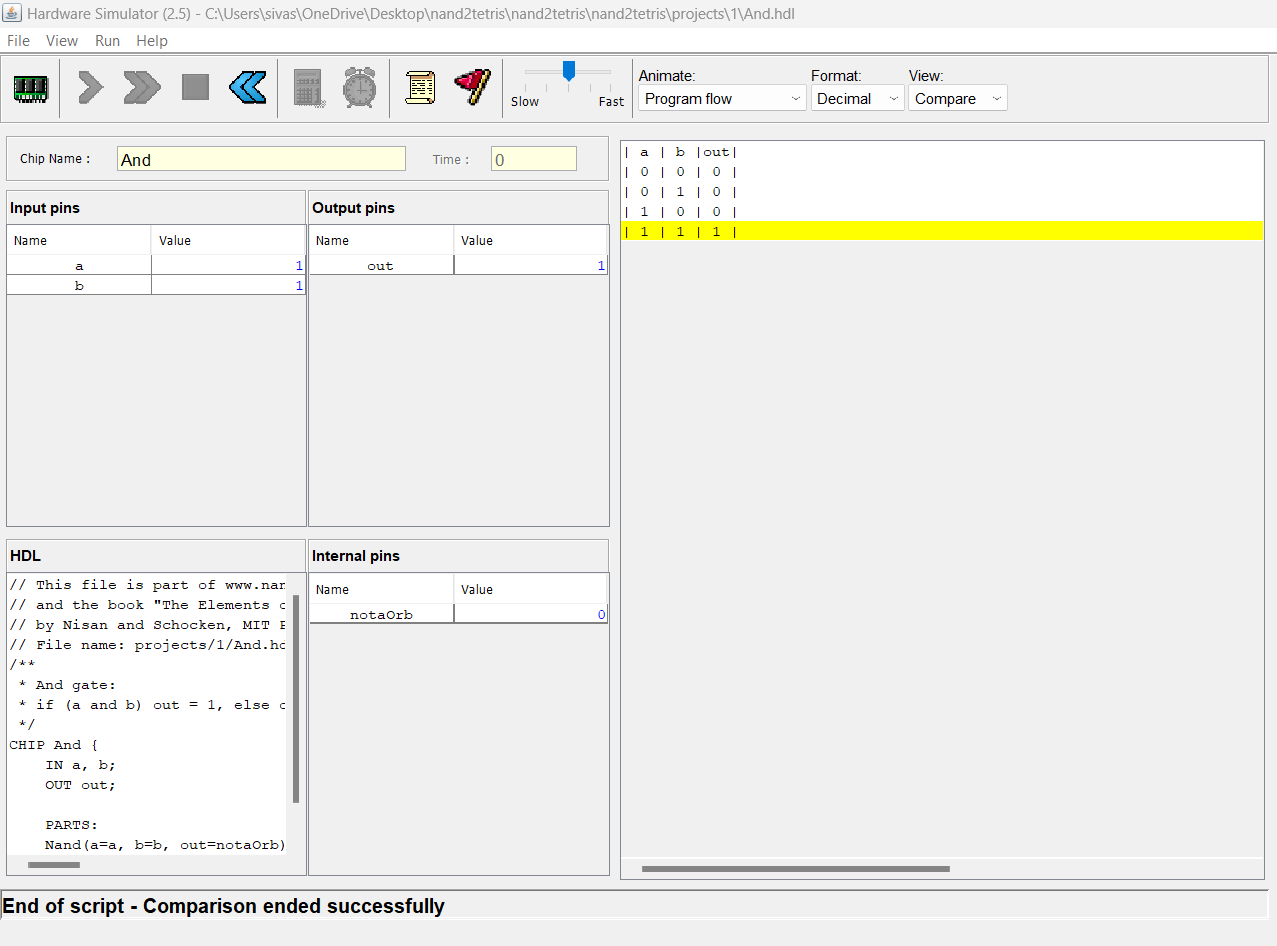 Hardware Simulator (2.5) - C:\Users\sivas\OneDrive\Desktop\nand2tetris\nand2tetris\nand2tetris\projects\1\And.hdl
File View Run Help
Slow Fast
Animate: Format: View:
Program flow Decimal Compare
Chip Name : And Time : 0
Input pins
Name Value
a 1
b 1
Output pins
Name Value
out 1
HDL
// This file is part of www.nan
// and the book "The Elements o
// by Nisan and Schocken, MIT P
// File name: projects/1/And.hd
/**
* And gate:
* if (a and b) out = 1, else o
*/
CHIP And {
IN a, b;
OUT out;
PARTS:
Nand(a=a, b=b, out=notaOrb)
Internal pins
Name Value
notaOrb 0
| a | b |out|
| 0 | 0 | 0 |
| 0 | 1 | 0 |
| 1 | 0 | 0 |
| 1 | 1 | 1 |
End of script - Comparison ended successfully